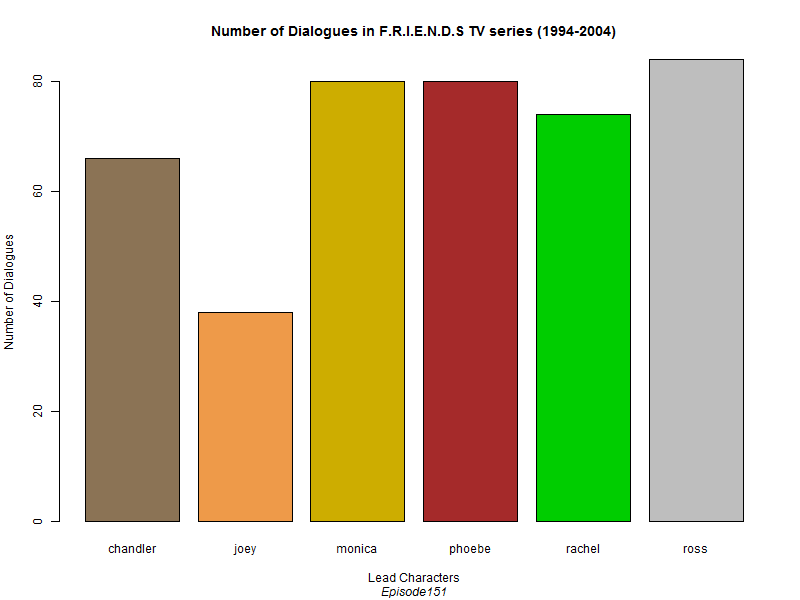 Number of Dialogues in F.R.I.E.N.D.S TV series (1994-2004)
Number of Dialogues
80
60
40
20
0
chandler joey monica phoebe rachel ross
Lead Characters
Episode151